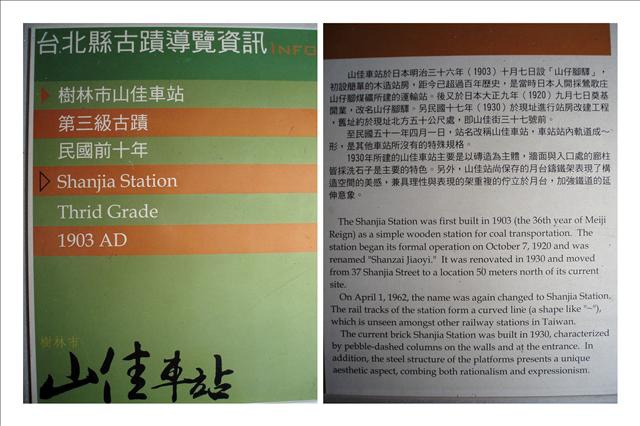 台北縣古蹟導覽資訊 INFO
樹林市山佳車站
第三級古蹟
民國前十年
Shanjia Station
Thrid Grade
1903 AD
樹林市
山佳車站
山佳車站於日本明治三十六年（1903）十月七日設「山仔腳驛」，
初設簡單的木造站房，距今已超過百年歷史，是當時日本人開採鶯歌庄
山仔腳煤礦所建的運輸站。後又於日本大正九年（1920）九月七日奠基
開業，改名山仔腳驛。另民國十七年（1930）於現址進行站房改建工程
，舊址約於現址北方五十公尺處，即山佳街三十七號前。
至民國五十一年四月一日，站名改稱山佳車站，車站站內軌道成～
形，是其他車站所沒有的特殊規格。
1930年所建的山佳車站主要是以磚造為主體，牆面與入口處的廊柱
皆採洗石子是主要的特色。另外，山佳站尚保存的月台鑄鐵架表現了構
造空間的美感，兼具理性與表現的架重複的佇立於月台，加強鐵道的延
伸意象。
The Shanjia Station was first built in 1903 (the 36th year of Meiji
Reign) as a simple wooden station for coal transportation. The
station began its formal operation on October 7, 1920 and was
renamed "Shanzai Jiaoyi." It was renovated in 1930 and moved
from 37 Shanjia Street to a location 50 meters north of its current
site.
On April 1, 1962, the name was again changed to Shanjia Station.
The rail tracks of the station form a curved line (a shape like "~"),
which is unseen amongst other railway stations in Taiwan.
The current brick Shanjia Station was built in 1930, characterized
by pebble-dashed columns on the walls and at the entrance. In
addition, the steel structure of the platforms presents a unique
aesthetic aspect, combing both rationalism and expressionism.